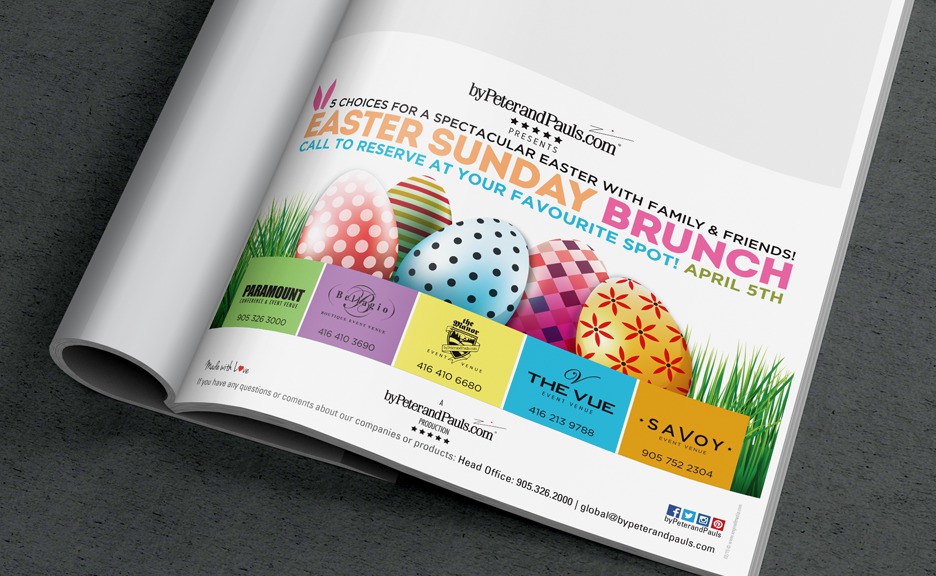 byPeterandPauls.com
PRESENTS
5 CHOICES FOR A SPECTACULAR EASTER WITH FAMILY & FRIENDS!
EASTER SUNDAY BRUNCH
CALL TO RESERVE AT YOUR FAVOURITE SPOT! APRIL 5TH
PARAMOUNT
CONFERENCE & EVENT VENUE
905 326 3000
Bellagio
BOUTIQUE EVENT VENUE
416 410 3690
the Manor
byPeterandPauls.com
EVENT VENUE
416 410 6680
V
THE VUE
EVENT VENUE
416 213 9788
SAVOY
EVENT VENUE
905 752 2304
Made with Love
A
byPeterandPauls.com
PRODUCTION
If you have any questions or coments about our companies or products: Head Office: 905.326.2000 | global@bypeterandpauls.com
byPeterandPauls